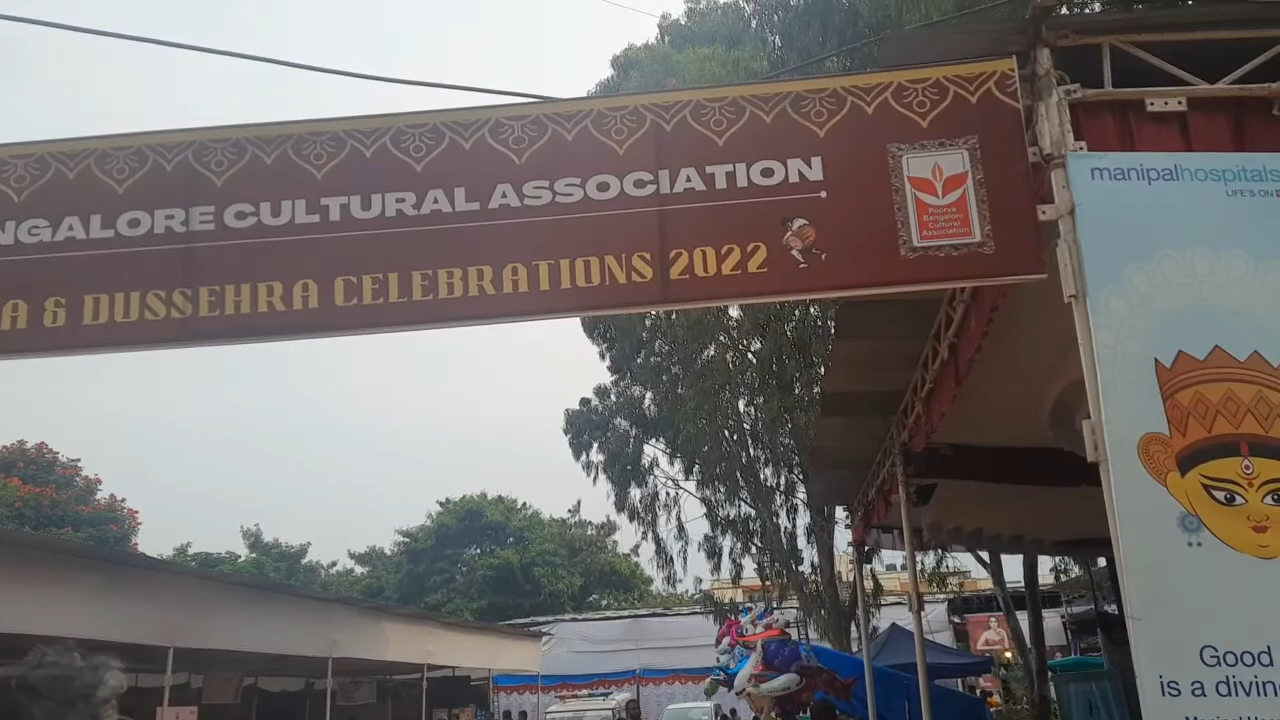 NGALORE CULTURAL ASSOCIATION
A & DUSSEHRA CELEBRATIONS 2022
Poorva
Bangalore
Cultural
Association
manipalhospitals
LIFE'S ON
Good
is a divin